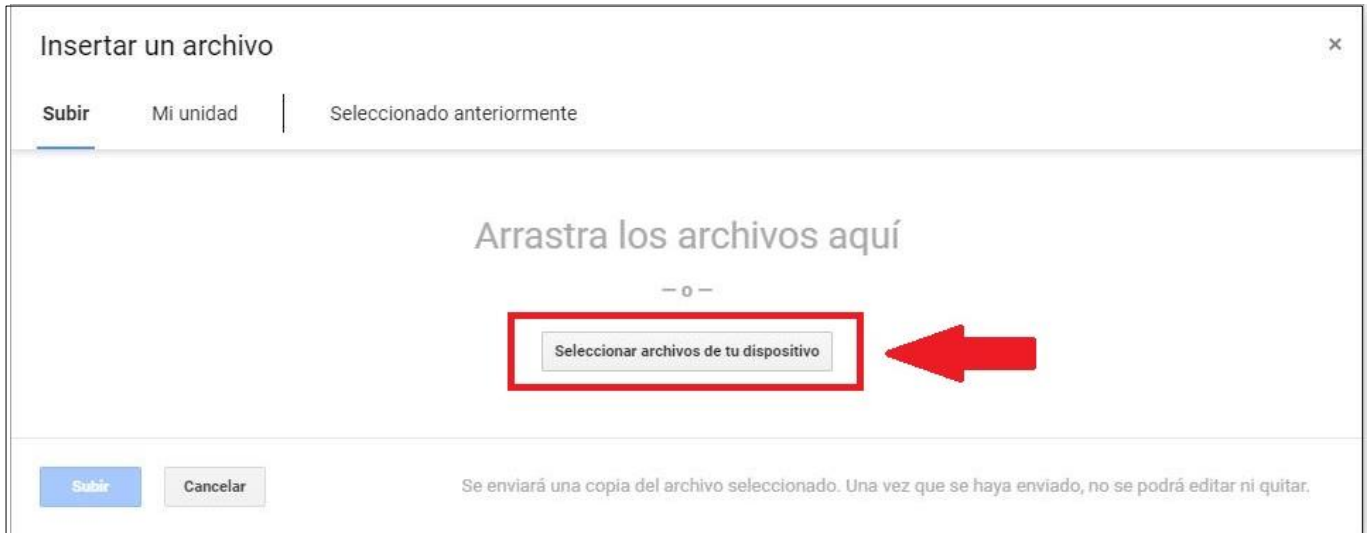 Insertar un archivo
×
Subir Mi unidad Seleccionado anteriormente
Arrastra los archivos aquí
— o —
Seleccionar archivos de tu dispositivo
Subir Cancelar Se enviará una copia del archivo seleccionado. Una vez que se haya enviado, no se podrá editar ni quitar.